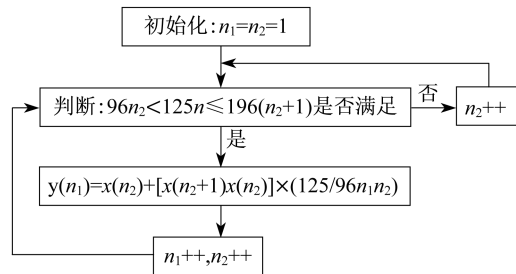 初始化:n₁=n₂=1
判断:96n₂<125n≤196(n₂+1)是否满足
否
n₂++
是
y(n₁)=x(n₂)+[x(n₂+1)x(n₂)]×(125/96n₁n₂)
n₁++,n₂++